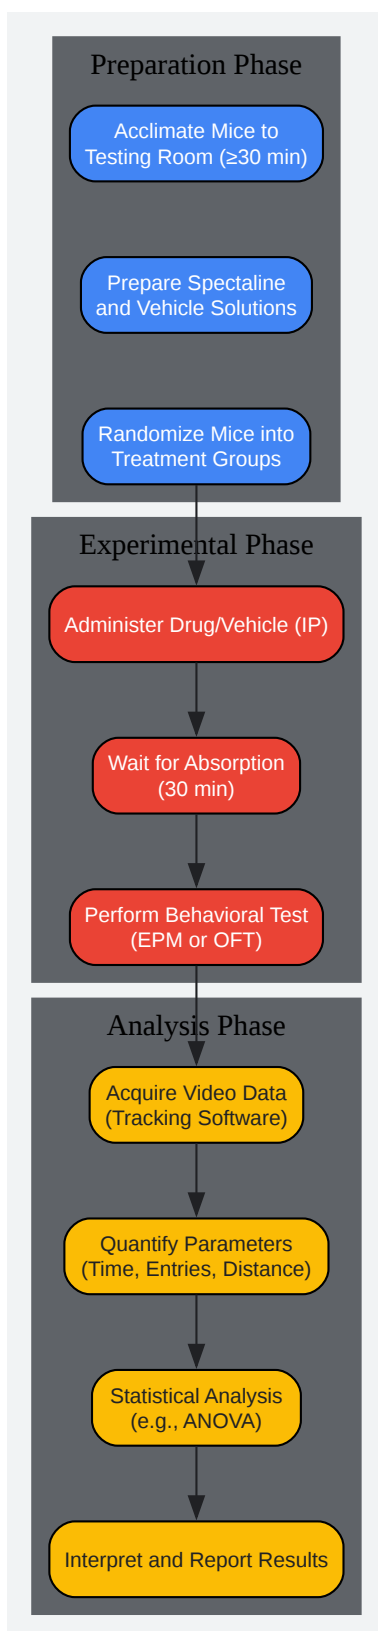 Preparation Phase
Acclimate Mice to
Testing Room (≥30 min)
Prepare Spectaline
and Vehicle Solutions
Randomize Mice into
Treatment Groups
Experimental Phase
Administer Drug/Vehicle (IP)
Wait for Absorption
(30 min)
Perform Behavioral Test
(EPM or OFT)
Analysis Phase
Acquire Video Data
(Tracking Software)
Quantify Parameters
(Time, Entries, Distance)
Statistical Analysis
(e.g., ANOVA)
Interpret and Report Results